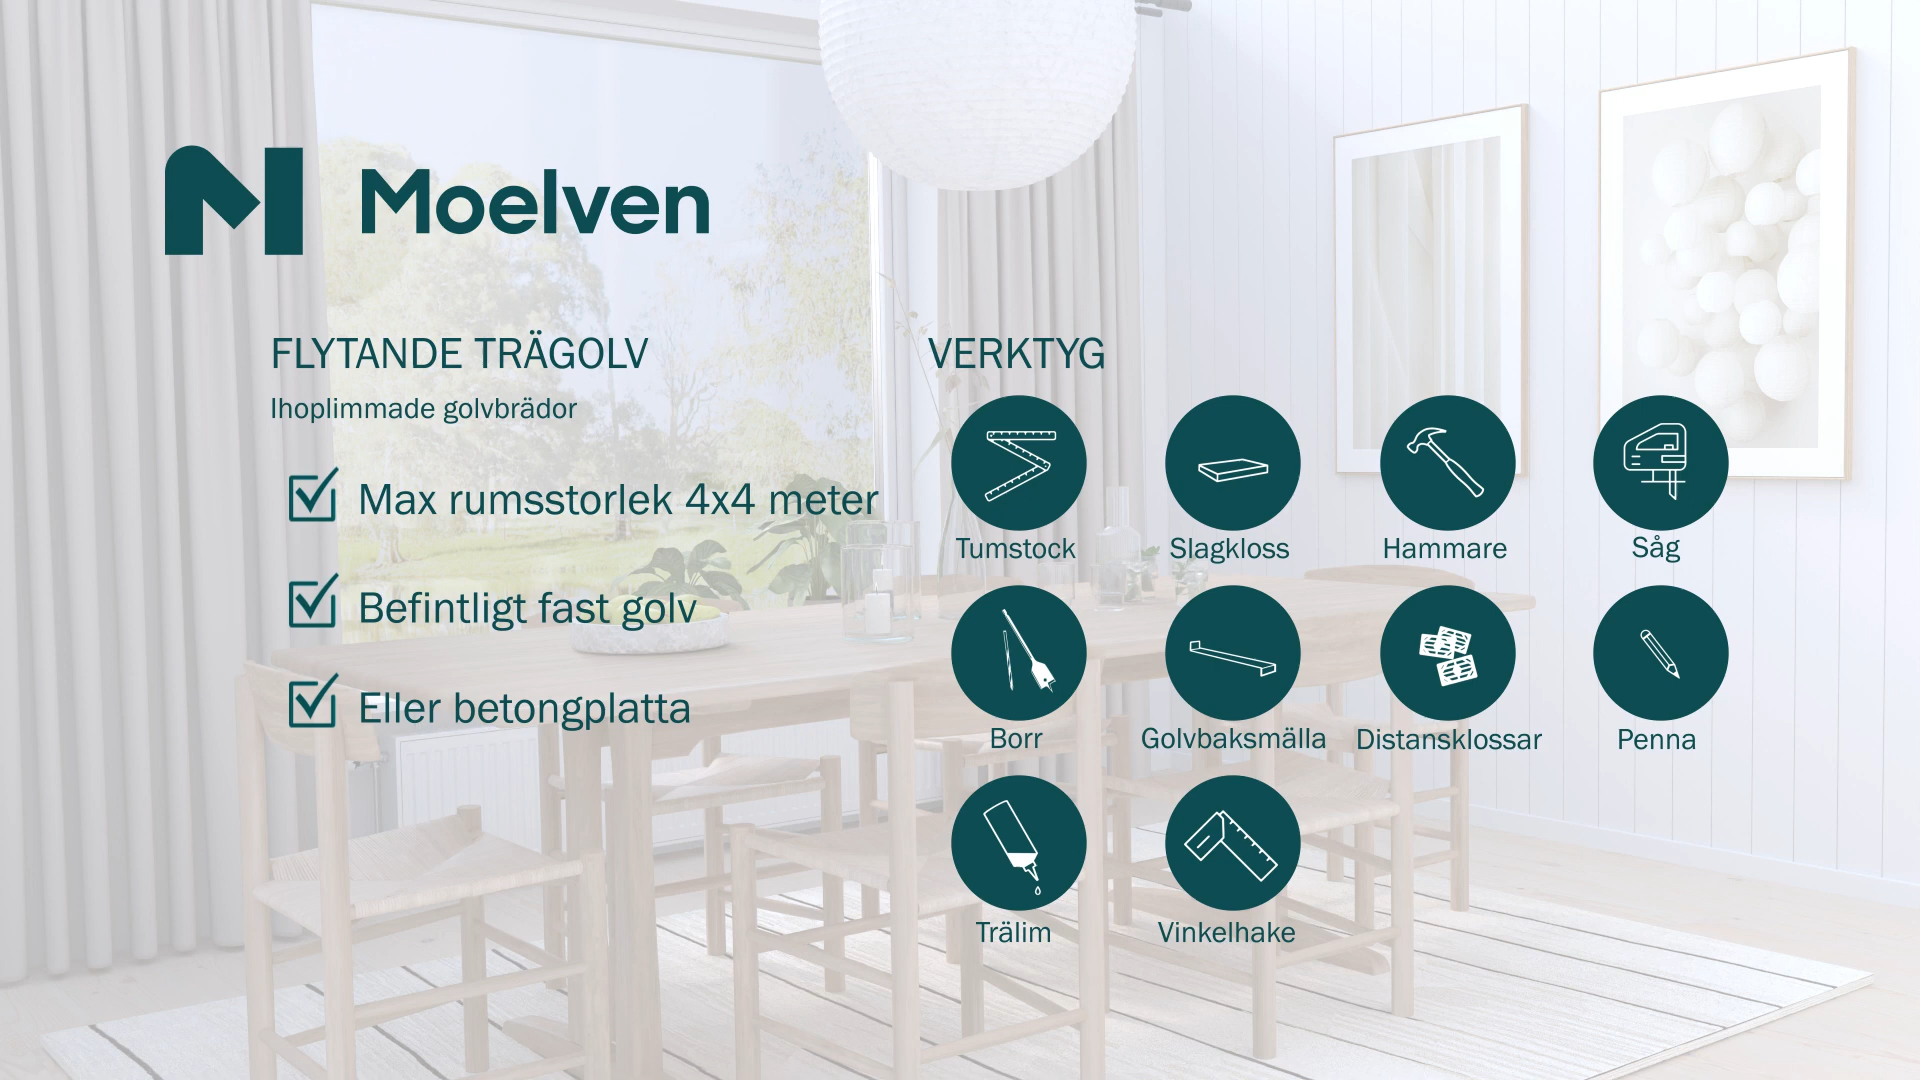 Moelven
FLYTANDE TRÄGOLV
Ihoplimmade golvbrädor
Max rumsstorlek 4x4 meter
Befintligt fast golv
Eller betongplatta
VERKTYG
Tumstock
Slagkloss
Hammare
Såg
Borr
Golvbaksmälla
Distansklossar
Penna
Trälim
Vinkelhake